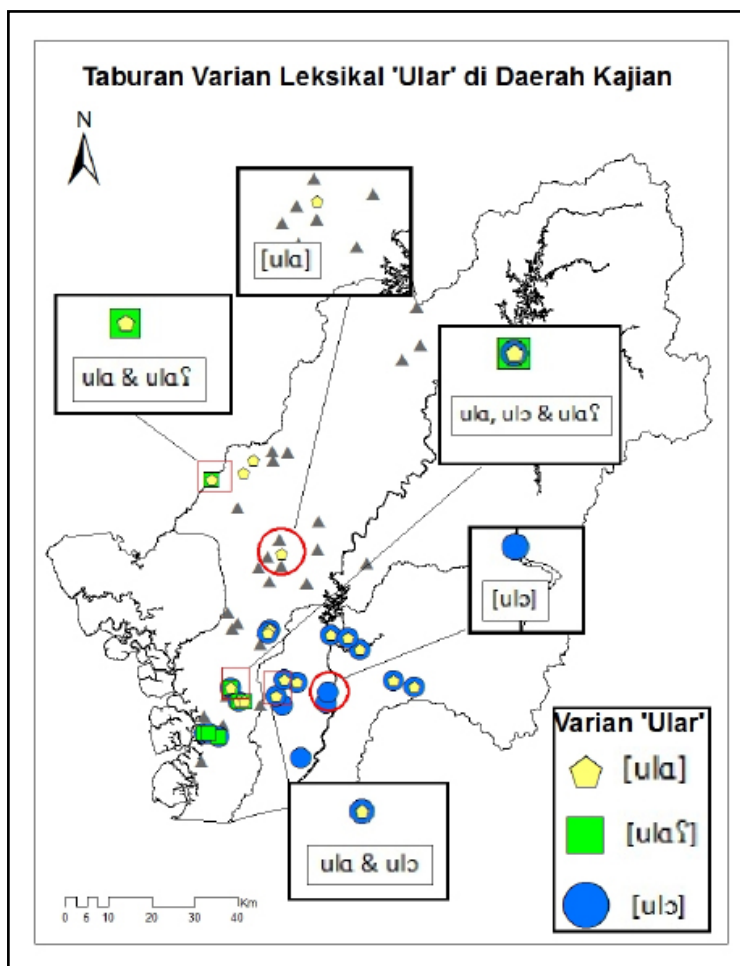 Taburan Varian Leksikal 'Ular' di Daerah Kajian
N
[ulɑ]
ulɑ & ulɑʕ
ulɑ, ulɔ & ulɑʕ
[ulɔ]
ulɑ & ulɔ
Varian 'Ular'
[ulɑ]
[ulɑʕ]
[ulɔ]
Km
0 5 10 20 30 40